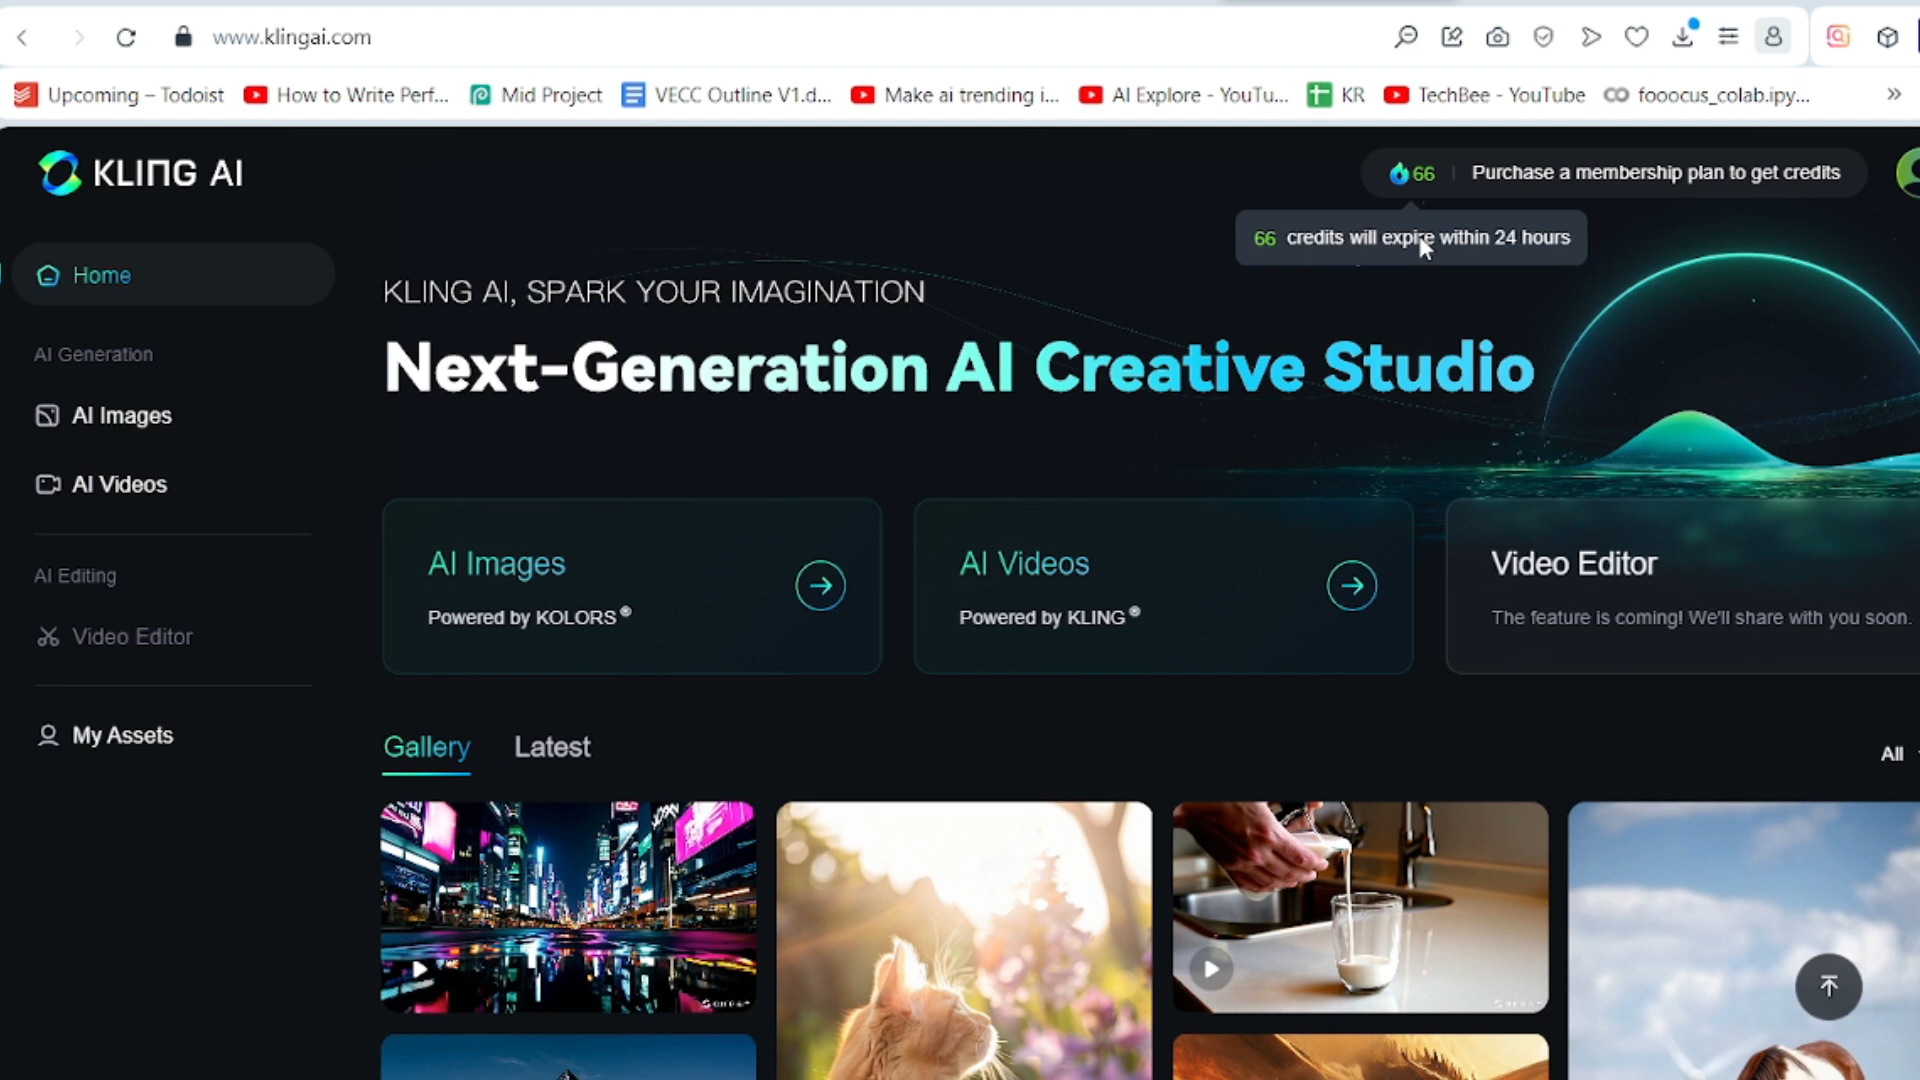 www.klingai.com
Upcoming – Todoist
How to Write Perf...
Mid Project
VECC Outline V1.d...
Make ai trending i...
AI Explore - YouTu...
KR
TechBee - YouTube
fooocus_colab.ipy...
KLING AI
66
Purchase a membership plan to get credits
66 credits will expire within 24 hours
Home
AI Generation
AI Images
AI Videos
AI Editing
Video Editor
My Assets
KLING AI, SPARK YOUR IMAGINATION
Next-Generation AI Creative Studio
AI Images
Powered by KOLORS®
AI Videos
Powered by KLING®
Video Editor
The feature is coming! We'll share with you soon.
Gallery
Latest
All